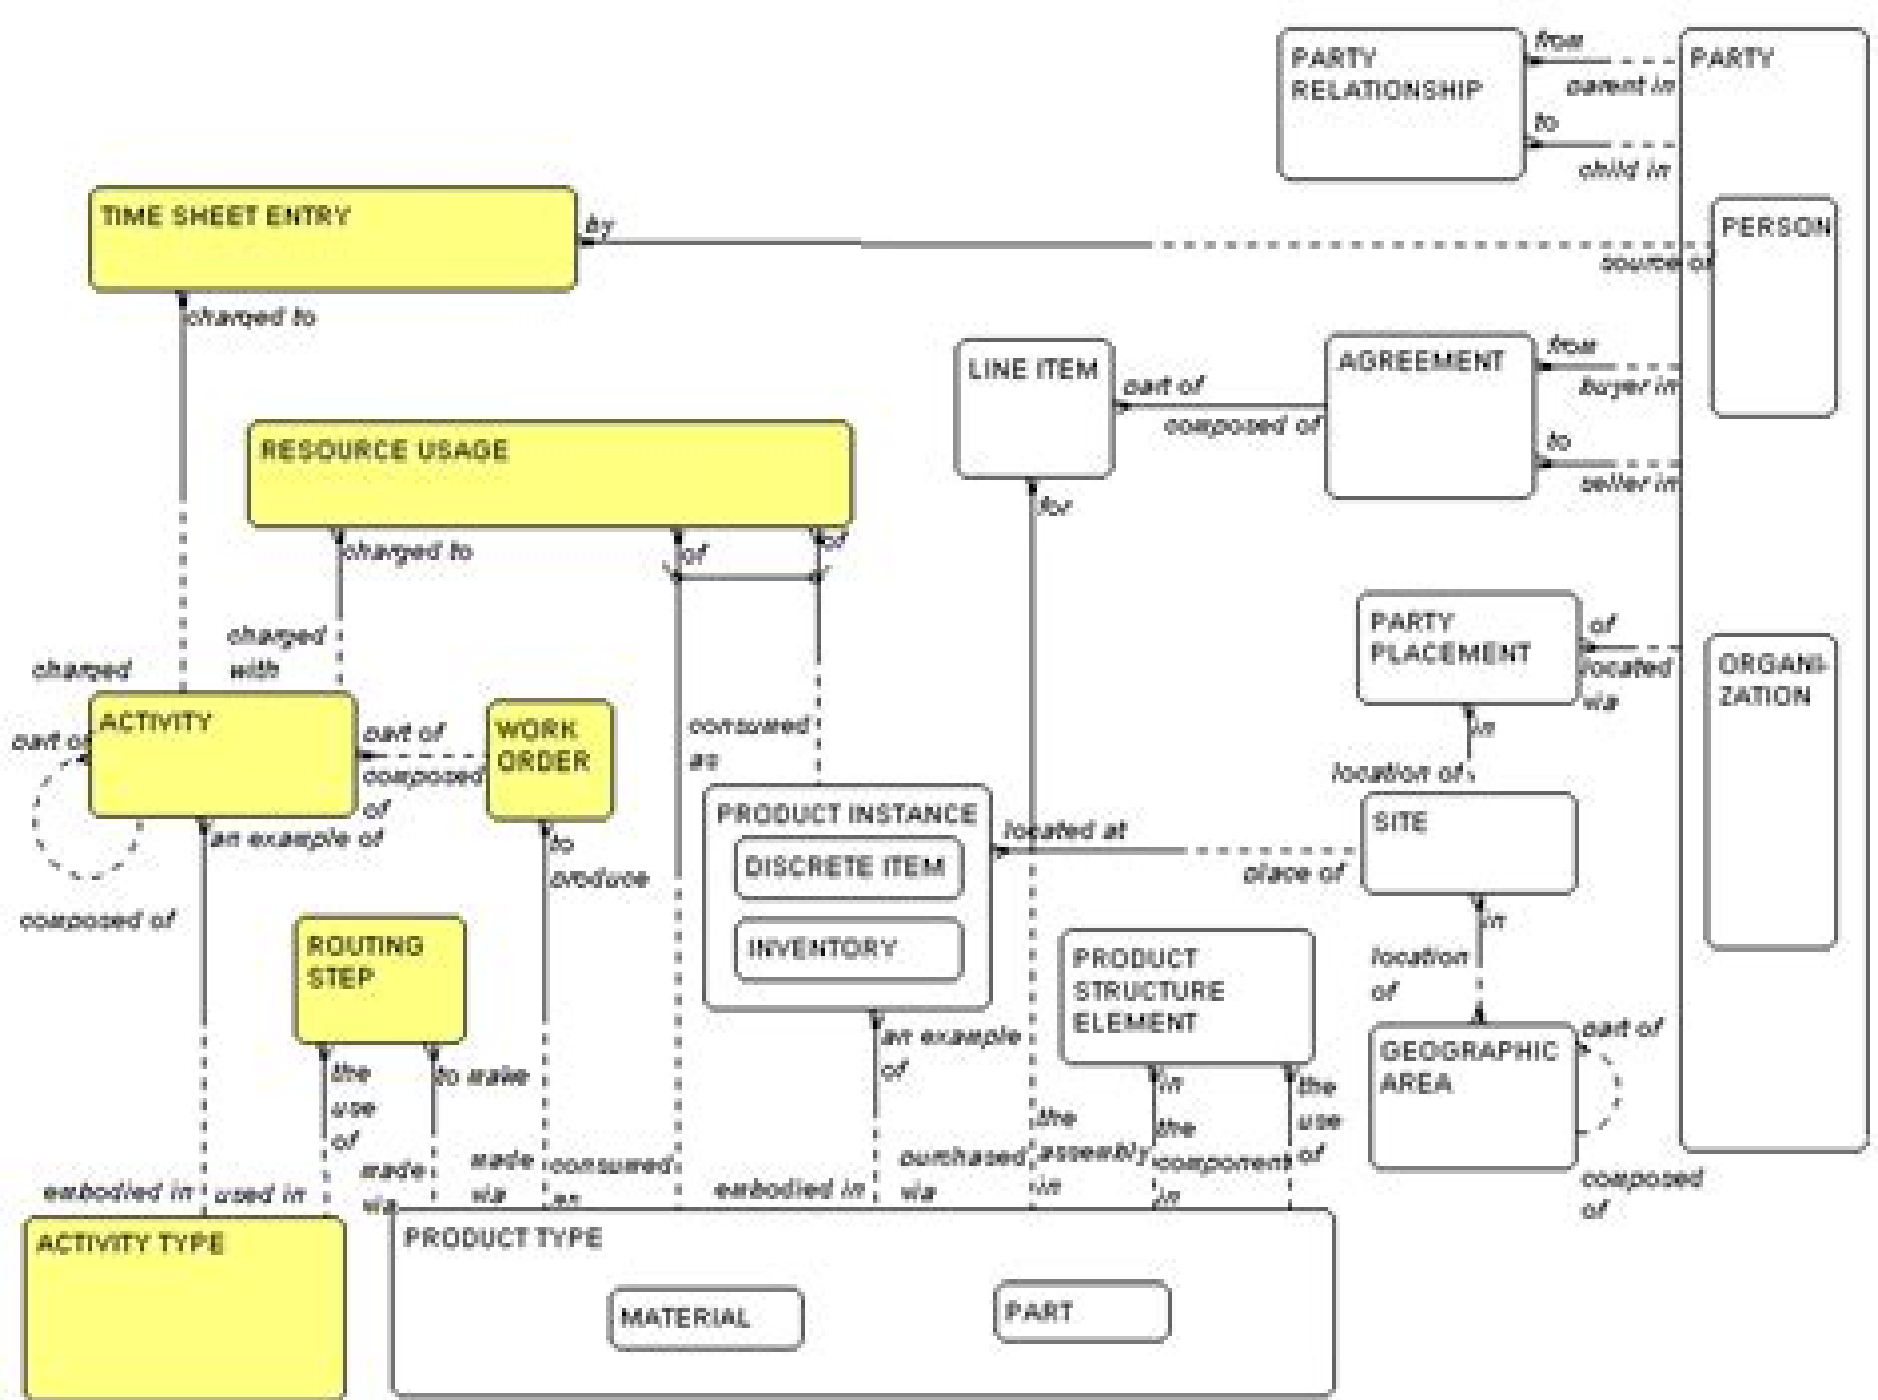 PARTY
RELATIONSHIP
from
parent in
to
child in
PARTY
TIME SHEET ENTRY
by
source of
PERSON
charged to
LINE ITEM
part of
composed of
AGREEMENT
from
buyer in
to
seller in
RESOURCE USAGE
for
charged to
of
of
charged
with
charged
PARTY
PLACEMENT
of
located
via
ORGANI-
ZATION
ACTIVITY
part of
part of
composed
of
WORK
ORDER
consumed
as
in
location of
PRODUCT INSTANCE
DISCRETE ITEM
INVENTORY
located at
place of
SITE
an example of
composed of
to
produce
ROUTING
STEP
PRODUCT
STRUCTURE
ELEMENT
in
location
of
an example
of
GEOGRAPHIC
AREA
part of
composed
of
the
use
of
to make
in
the
use
of
the
assembly
in
the
component
in
embodied in
used in
made
via
made
via
consumed
as
embodied in
purchased
via
ACTIVITY TYPE
PRODUCT TYPE
MATERIAL
PART